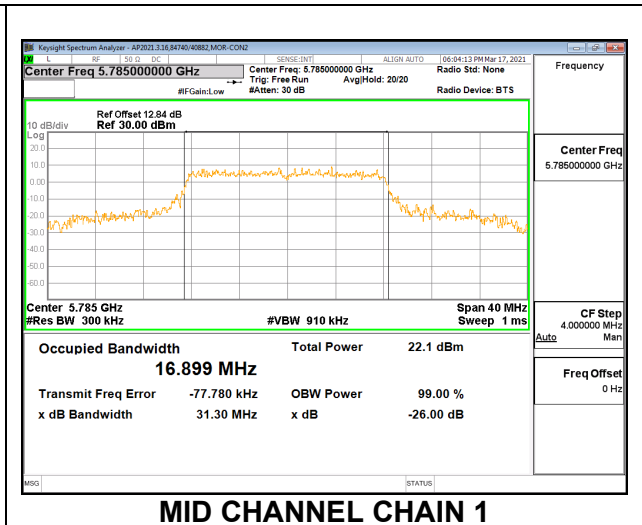 Keysight Spectrum Analyzer - AP2021.3.16,84740/40882,MOR-CON2
L RF 50 Ω DC SENSE:INT ALIGN AUTO 06:04:13 PM Mar 17, 2021
Center Freq 5.785000000 GHz
Center Freq: 5.785000000 GHz
Radio Std: None
Trig: Free Run Avg|Hold: 20/20
#IFGain:Low #Atten: 30 dB Radio Device: BTS
Frequency
Ref Offset 12.84 dB
10 dB/div Ref 30.00 dBm
Log
20.0
10.0
0.00
-10.0
-20.0
-30.0
-40.0
-50.0
-60.0
Center 5.785 GHz Span 40 MHz
#Res BW 300 kHz #VBW 910 kHz Sweep 1 ms
Occupied Bandwidth Total Power 22.1 dBm
16.899 MHz
Transmit Freq Error -77.780 kHz OBW Power 99.00 %
x dB Bandwidth 31.30 MHz x dB -26.00 dB
Center Freq
5.785000000 GHz
CF Step
4.000000 MHz
Auto Man
Freq Offset
0 Hz
MSG STATUS
MID CHANNEL CHAIN 1